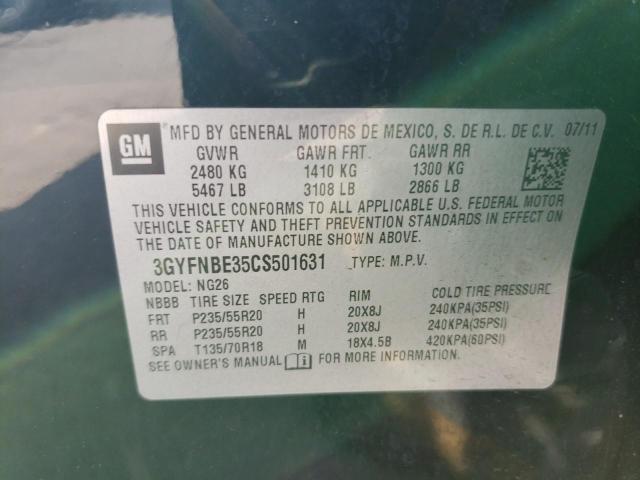 GM MFD BY GENERAL MOTORS DE MEXICO, S. DE R.L. DE C.V. 07/11
GVWR GAWR FRT. GAWR RR
2480 KG 1410 KG 1300 KG
5467 LB 3108 LB 2866 LB
THIS VEHICLE CONFORMS TO ALL APPLICABLE U.S. FEDERAL MOTOR
VEHICLE SAFETY AND THEFT PREVENTION STANDARDS IN EFFECT ON
THE DATE OF MANUFACTURE SHOWN ABOVE.
3GYFNBE35CS501631 TYPE: M.P.V.
MODEL: NG26
NBBB TIRE SIZE SPEED RTG RIM COLD TIRE PRESSURE
FRT P235/55R20 H 20X8J 240KPA(35PSI)
RR P235/55R20 H 20X8J 240KPA(35PSI)
SPA T135/70R18 M 18X4.5B 420KPA(60PSI)
SEE OWNER'S MANUAL FOR MORE INFORMATION.